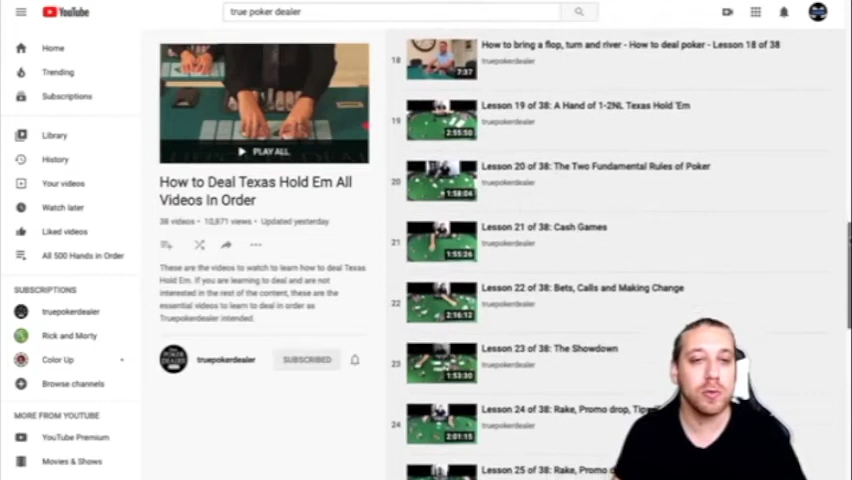 YouTube
true poker dealer
Home
Trending
Subscriptions
Library
History
Your videos
Watch later
Liked videos
All 500 Hands in Order
SUBSCRIPTIONS
truepokerdealer
Rick and Morty
Color Up
Browse channels
MORE FROM YOUTUBE
YouTube Premium
Movies & Shows
PLAY ALL
How to Deal Texas Hold Em All
Videos In Order
38 videos • 10,871 views • Updated yesterday
These are the videos to watch to learn how to deal Texas
Hold Em. If you are learning to deal and are not
interested in the rest of the content, these are the
essential videos to learn to deal in order as
Truepokerdealer intended.
truepokerdealer
SUBSCRIBED
18
7:37
How to bring a flop, turn and river - How to deal poker - Lesson 18 of 38
truepokerdealer
19
2:55:50
Lesson 19 of 38: A Hand of 1-2NL Texas Hold 'Em
truepokerdealer
20
1:58:04
Lesson 20 of 38: The Two Fundamental Rules of Poker
truepokerdealer
21
1:55:26
Lesson 21 of 38: Cash Games
truepokerdealer
22
2:16:12
Lesson 22 of 38: Bets, Calls and Making Change
truepokerdealer
23
1:53:30
Lesson 23 of 38: The Showdown
truepokerdealer
24
2:01:15
Lesson 24 of 38: Rake, Promo drop,
truepokerdealer
Lesson 25 of 38: Rake, Promo